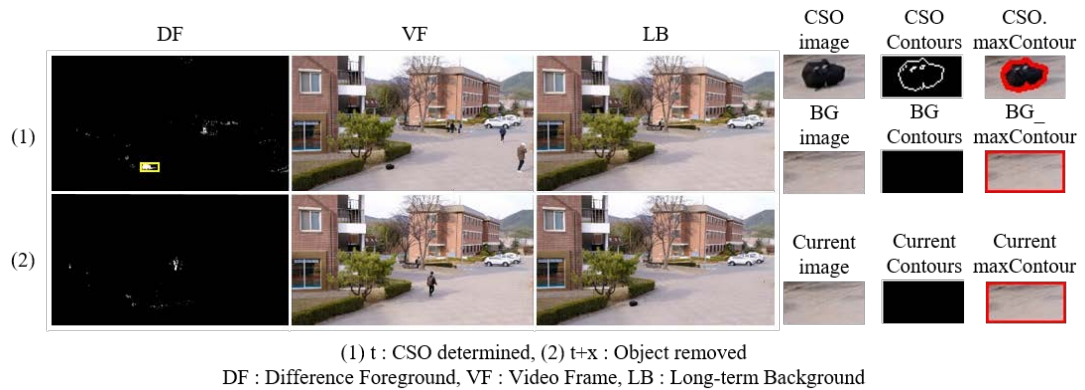 DF VF LB
CSO image
CSO Contours
CSO. maxContour
(1)
BG image
BG Contours
BG_ maxContour
(2)
Current image
Current Contours
Current maxContour
(1) t : CSO determined, (2) t+x : Object removed
DF : Difference Foreground, VF : Video Frame, LB : Long-term Background